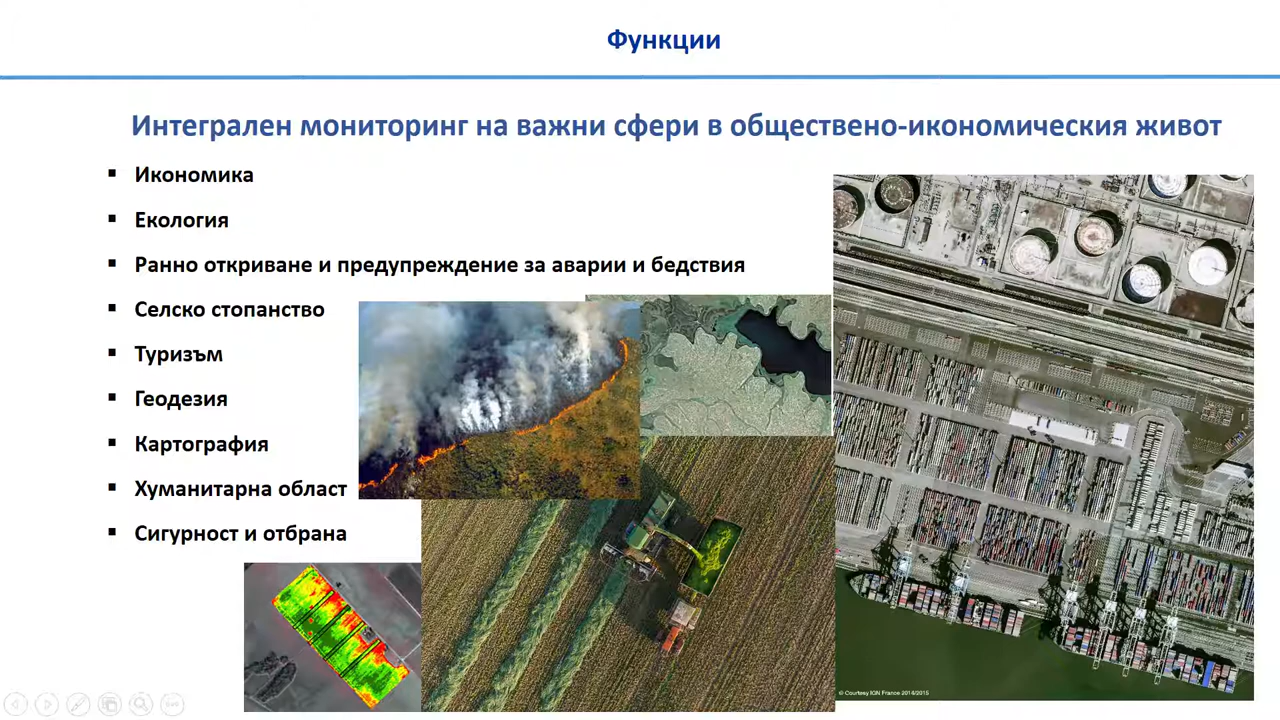 Функции
Интегрален мониторинг на важни сфери в обществено-икономическия живот
▪ Икономика
▪ Екология
▪ Ранно откриване и предупреждение за аварии и бедствия
▪ Селско стопанство
▪ Туризъм
▪ Геодезия
▪ Картография
▪ Хуманитарна област
▪ Сигурност и отбрана
© Courtesy IGN France 2014/2015